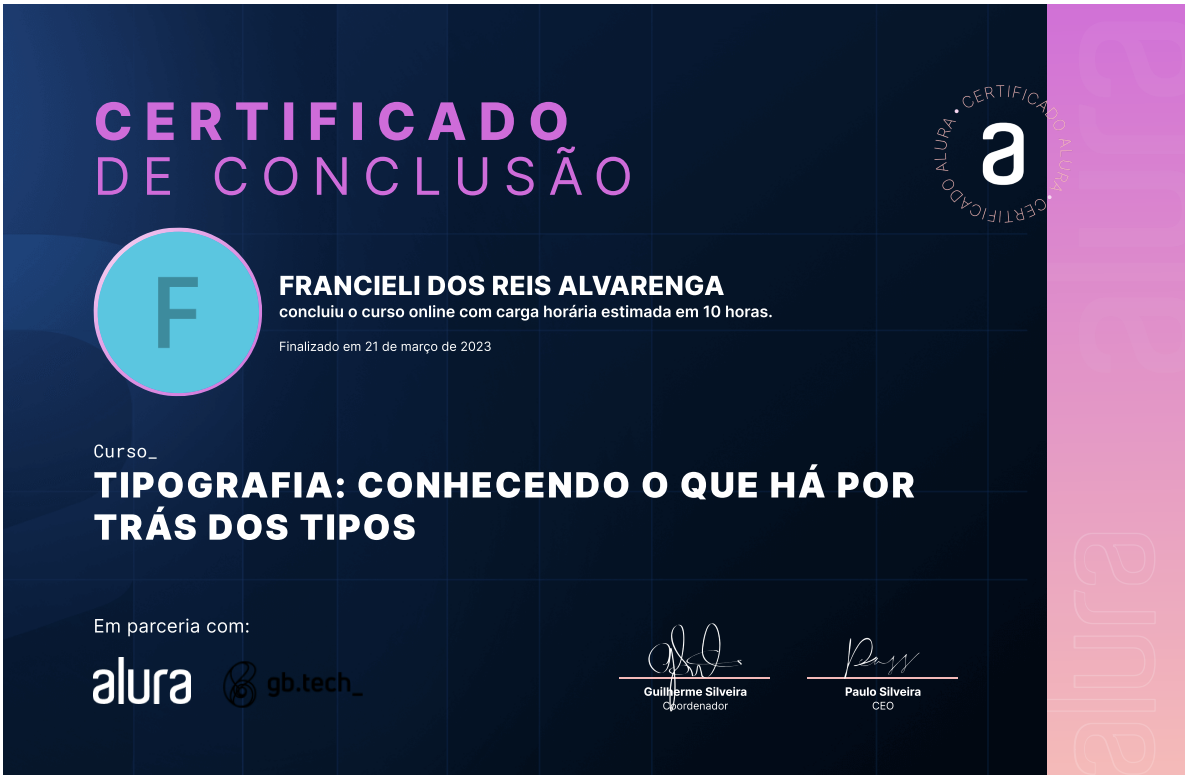 CERTIFICADO
DE CONCLUSÃO
CERTIFICADO ALURA • CERTIFICADO ALURA •
a
F
FRANCIELI DOS REIS ALVARENGA
concluiu o curso online com carga horária estimada em 10 horas.
Finalizado em 21 de março de 2023
Curso_
TIPOGRAFIA: CONHECENDO O QUE HÁ POR
TRÁS DOS TIPOS
Em parceria com:
alura
gb.tech_
Guilherme Silveira
Coordenador
Paulo Silveira
CEO
alura
alura